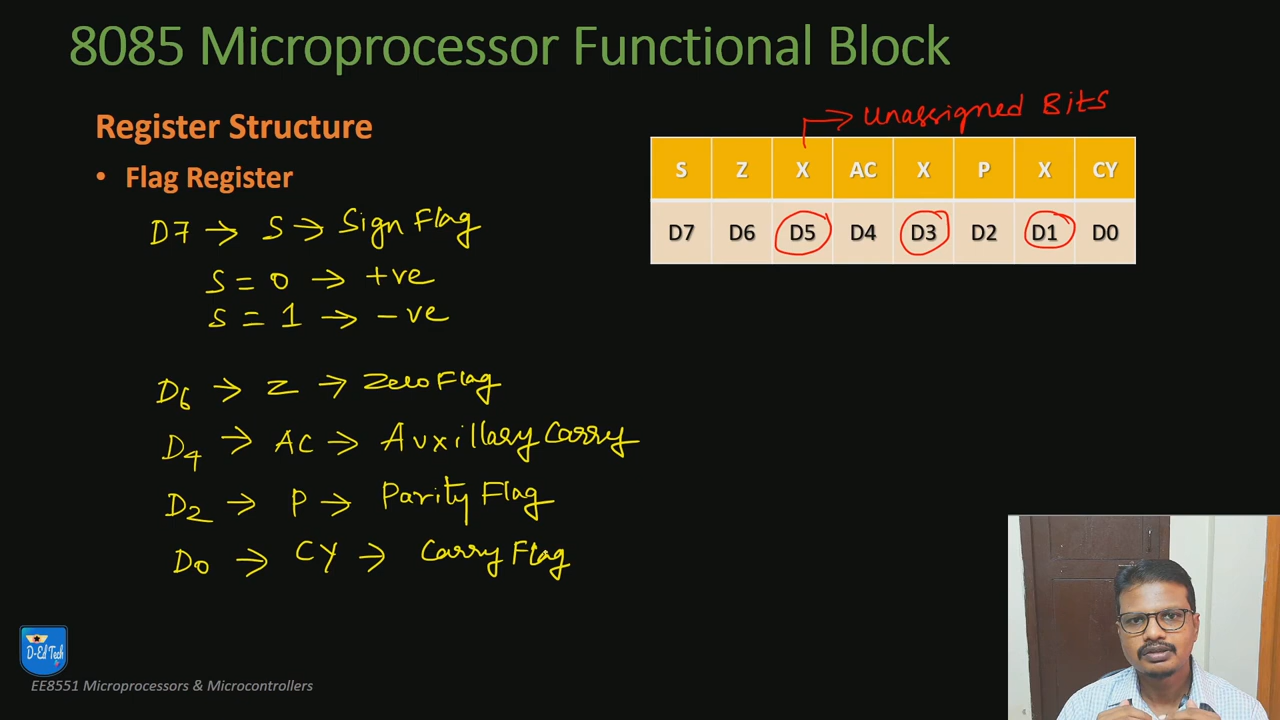 8085 Microprocessor Functional Block
Register Structure
• Flag Register
→ Unassigned Bits
S Z X AC X P X CY
D7 D6 D5 D4 D3 D2 D1 D0
D7 → S → Sign Flag
S = 0 → +ve
S = 1 → -ve
D6 → Z → Zero Flag
D4 → AC → Auxillary Carry
D2 → P → Parity Flag
D0 → CY → Carry Flag
D-Ed Tech
EE8551 Microprocessors & Microcontrollers